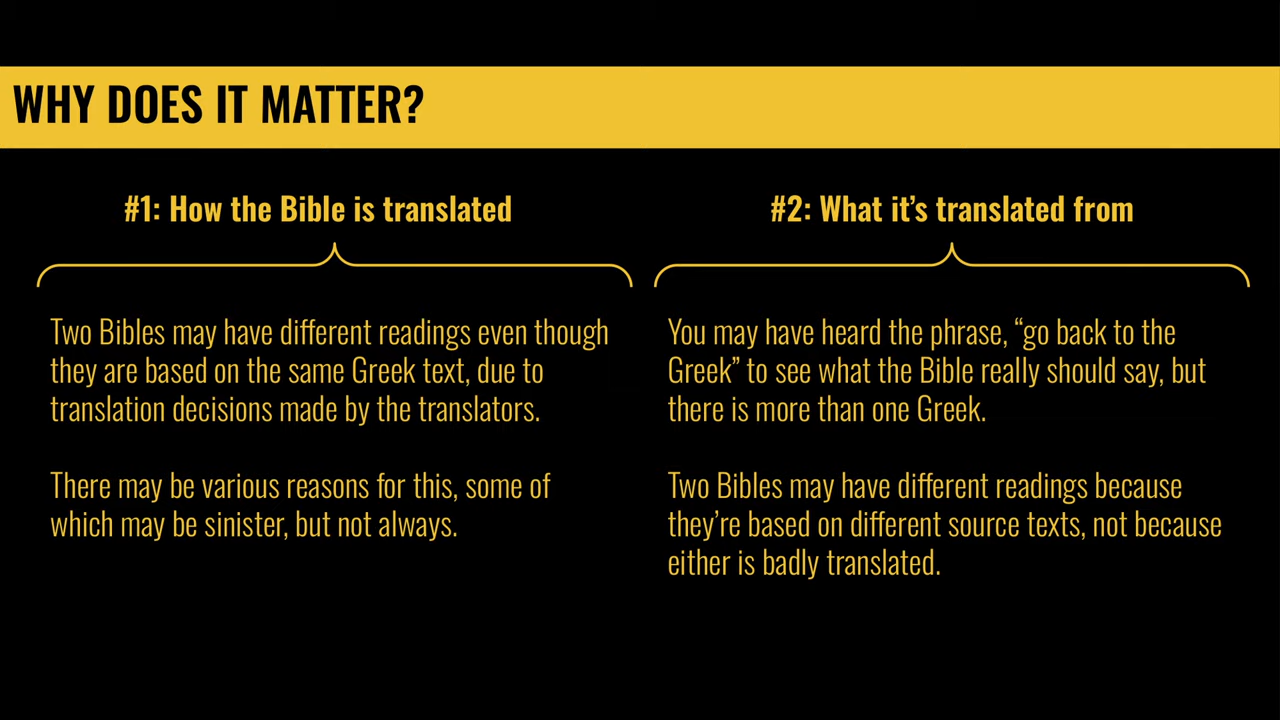 WHY DOES IT MATTER?
#1: How the Bible is translated
Two Bibles may have different readings even though
they are based on the same Greek text, due to
translation decisions made by the translators.
There may be various reasons for this, some of
which may be sinister, but not always.
#2: What it’s translated from
You may have heard the phrase, “go back to the
Greek” to see what the Bible really should say, but
there is more than one Greek.
Two Bibles may have different readings because
they’re based on different source texts, not because
either is badly translated.